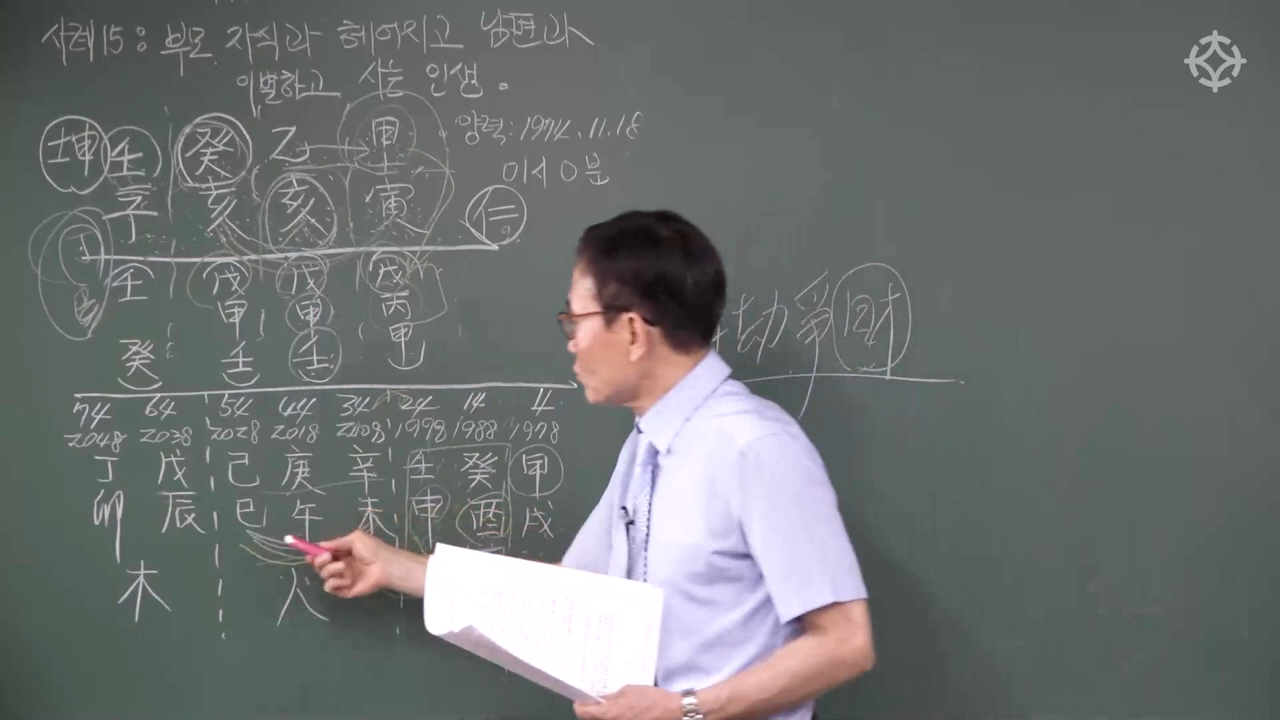 사례15: 부모 자식과 헤어지고 남편과
이별하고 사는 인생.
坤 壬 癸 乙 甲
양력: 1974. 11. 18
子 亥 亥 寅 仁
0시 0분
壬 戊 戊 戊
甲 甲 丙
癸 壬 壬 甲
劫爭財
74 64 54 44 34 24 14 4
2048 2038 2028 2018 2008 1998 1988 1978
丁 戊 己 庚 辛 壬 癸 甲
卯 辰 巳 午 未 申 酉 戌
木 人